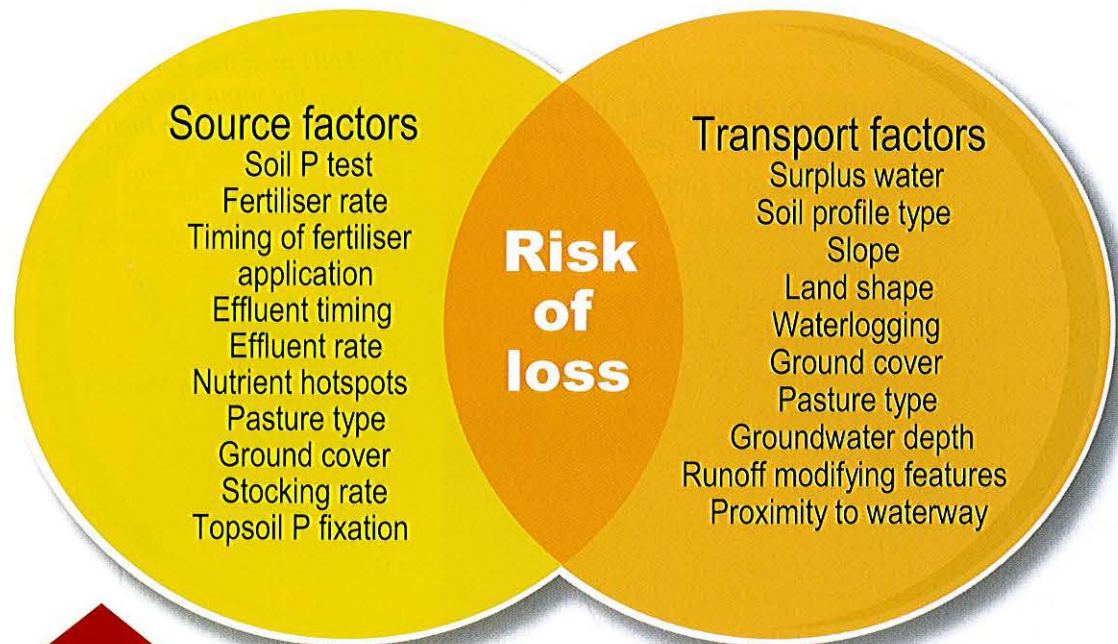 Source factors
Soil P test
Fertiliser rate
Timing of fertiliser
application
Effluent timing
Effluent rate
Nutrient hotspots
Pasture type
Ground cover
Stocking rate
Topsoil P fixation
Risk
of
loss
Transport factors
Surplus water
Soil profile type
Slope
Land shape
Waterlogging
Ground cover
Pasture type
Groundwater depth
Runoff modifying features
Proximity to waterway